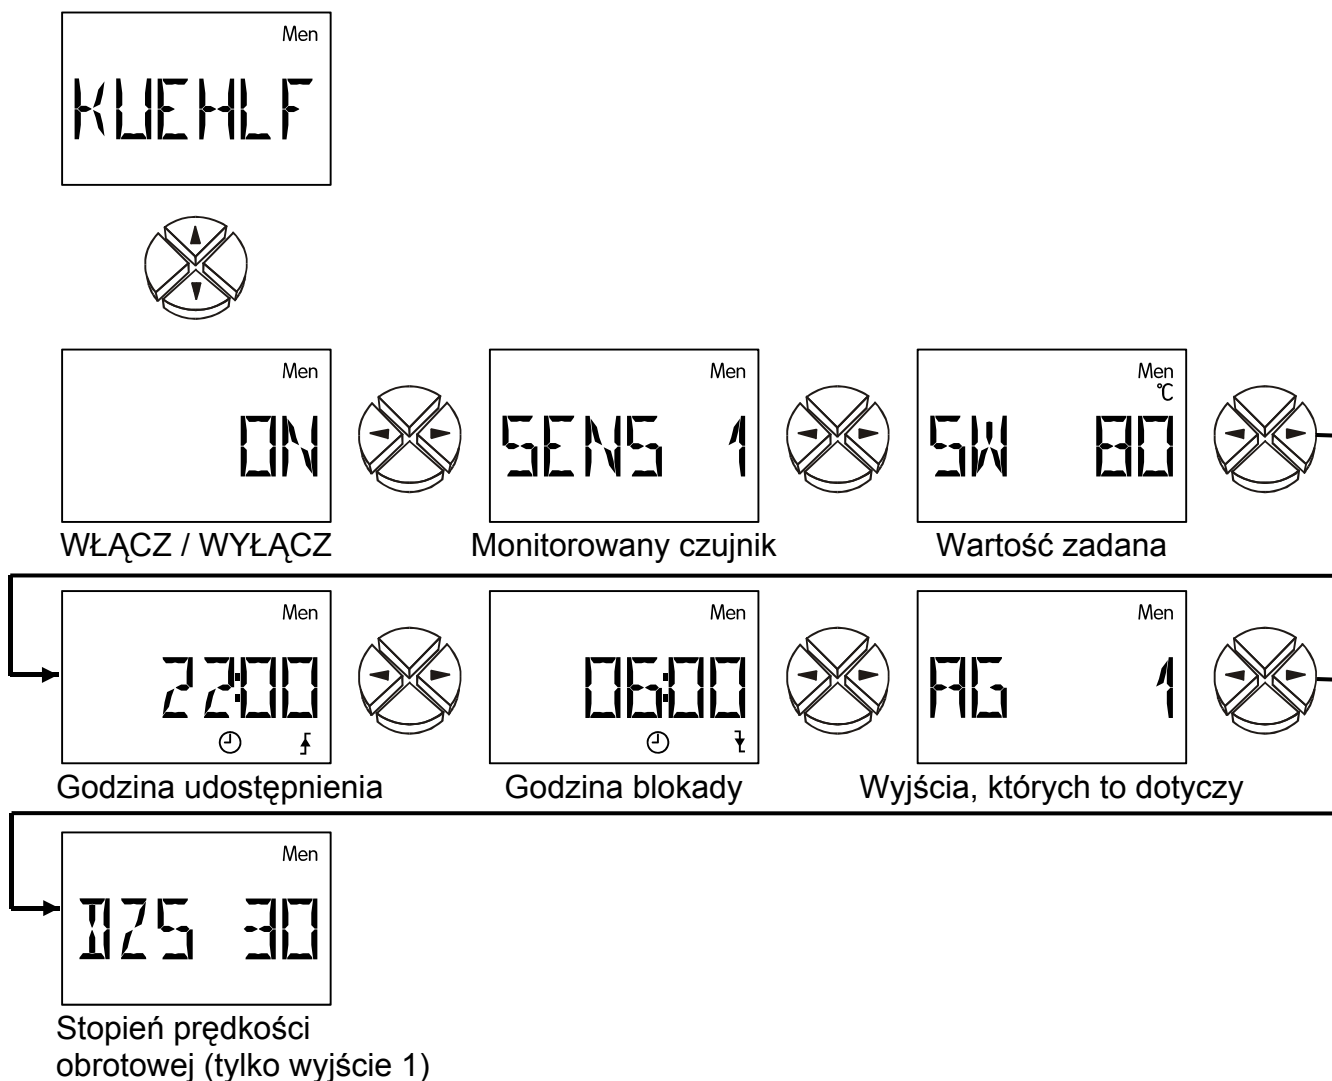 Men
KUEHLF
Men
ON
WŁĄCZ / WYŁĄCZ
Men
SENS 1
Monitorowany czujnik
Men
°C
SW 80
Wartość zadana
Men
22:00
Godzina udostępnienia
Men
06:00
Godzina blokady
Men
AG 1
Wyjścia, których to dotyczy
Men
DZS 30
Stopień prędkości
obrotowej (tylko wyjście 1)